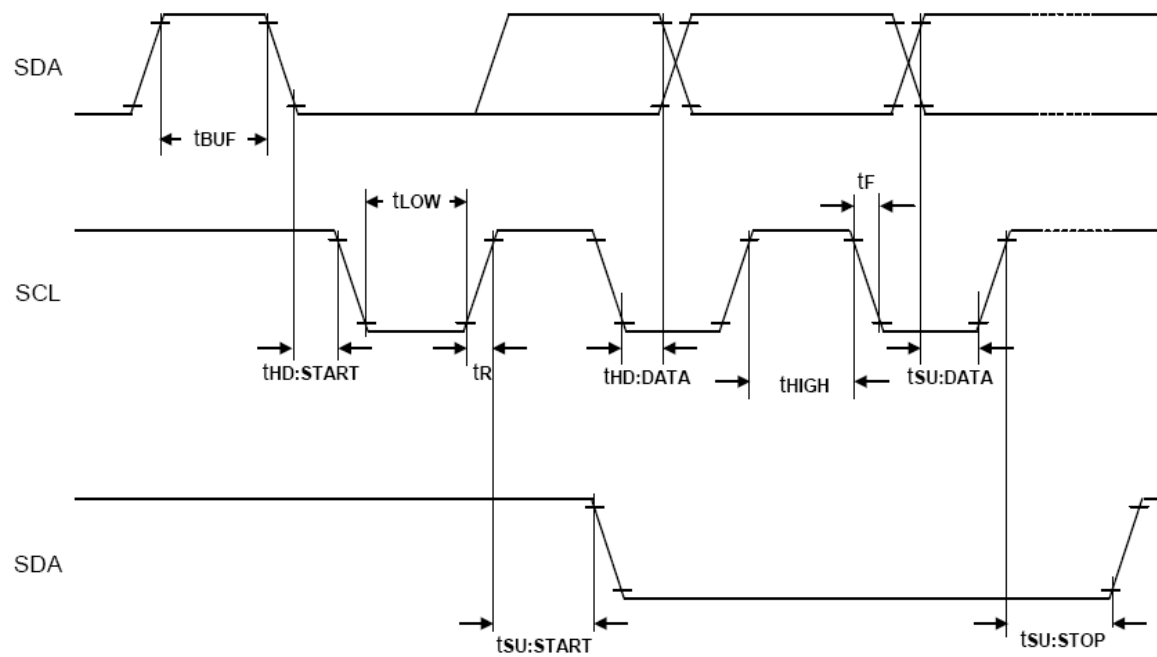 SDA
tBUF
tLOW
tF
SCL
tHD:START
tR
tHD:DATA
tHIGH
tSU:DATA
SDA
tSU:START
tSU:STOP